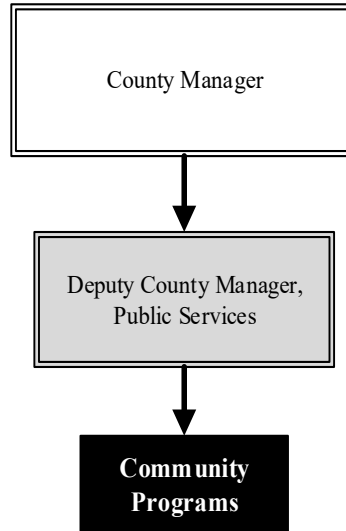 County Manager
Deputy County Manager,
Public Services
Community
Programs